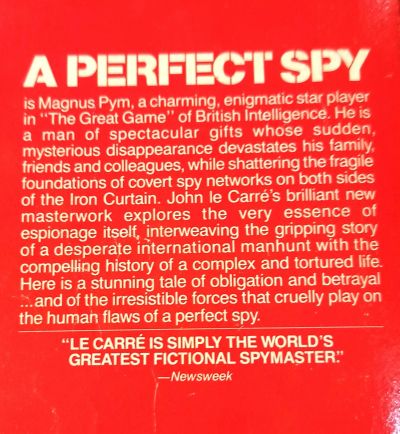 A PERFECT SPY
is Magnus Pym, a charming, enigmatic star player
in "The Great Game" of British Intelligence. He is
a man of spectacular gifts whose sudden,
mysterious disappearance devastates his family,
friends and colleagues, while shattering the fragile
foundations of covert spy networks on both sides
of the Iron Curtain. John le Carré's brilliant new
masterwork explores the very essence of
espionage itself, interweaving the gripping story
of a desperate international manhunt with the
compelling history of a complex and tortured life.
Here is a stunning tale of obligation and betrayal
...and of the irresistible forces that cruelly play on
the human flaws of a perfect spy.
"LE CARRÉ IS SIMPLY THE WORLD'S
GREATEST FICTIONAL SPYMASTER."
—Newsweek